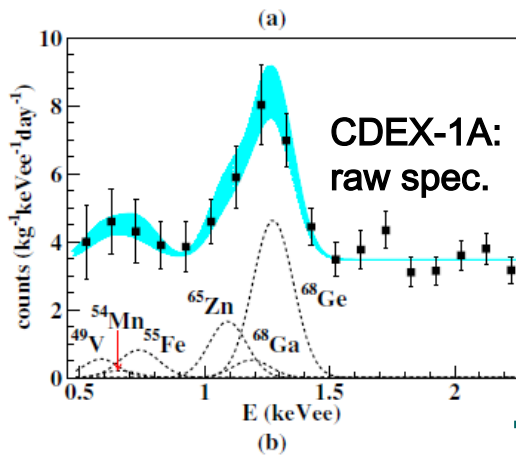 (a)
10
8
6
4
2
0
counts (kg⁻¹keVee⁻¹day⁻¹)
CDEX-1A:
raw spec.
⁶⁵Zn
⁶⁸Ge
⁵⁴Mn
⁴⁹V
⁵⁵Fe
⁶⁸Ga
0.5 1 1.5 2
E (keVee)
(b)